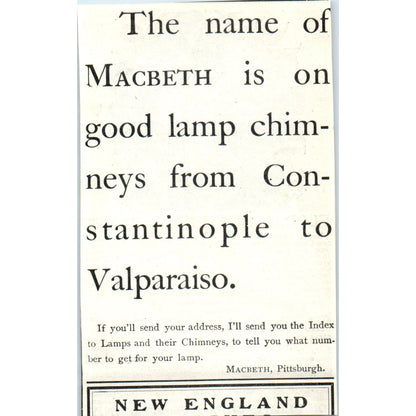 The name of
MACBETH is on
good lamp chim-
neys from Con-
stantinople to
Valparaiso.
If you'll send your address, I'll send you the Index
to Lamps and their Chimneys, to tell you what num-
ber to get for your lamp.
MACBETH, Pittsburgh.
NEW ENGLAND